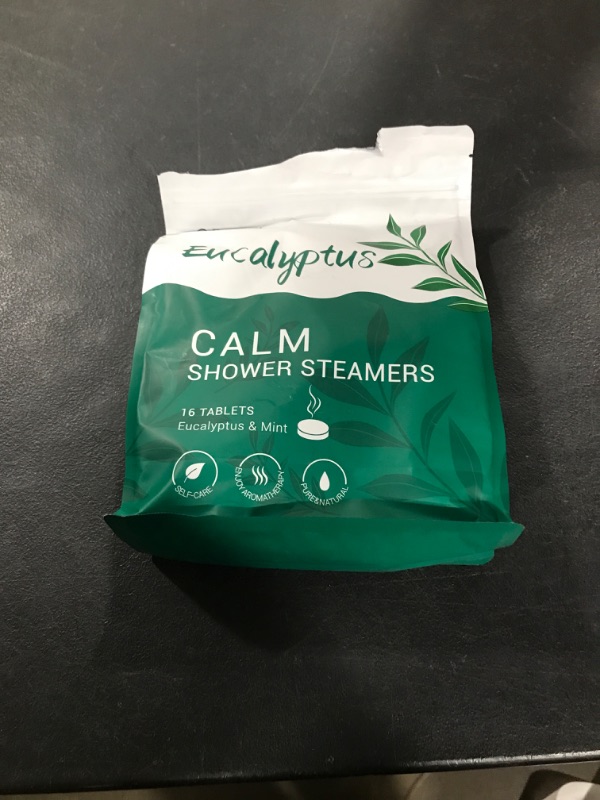 Eucalyptus
CALM
SHOWER STEAMERS
16 TABLETS
Eucalyptus & Mint
SELF-CARE
ENJOY AROMATHERAPY
PURE&NATURAL